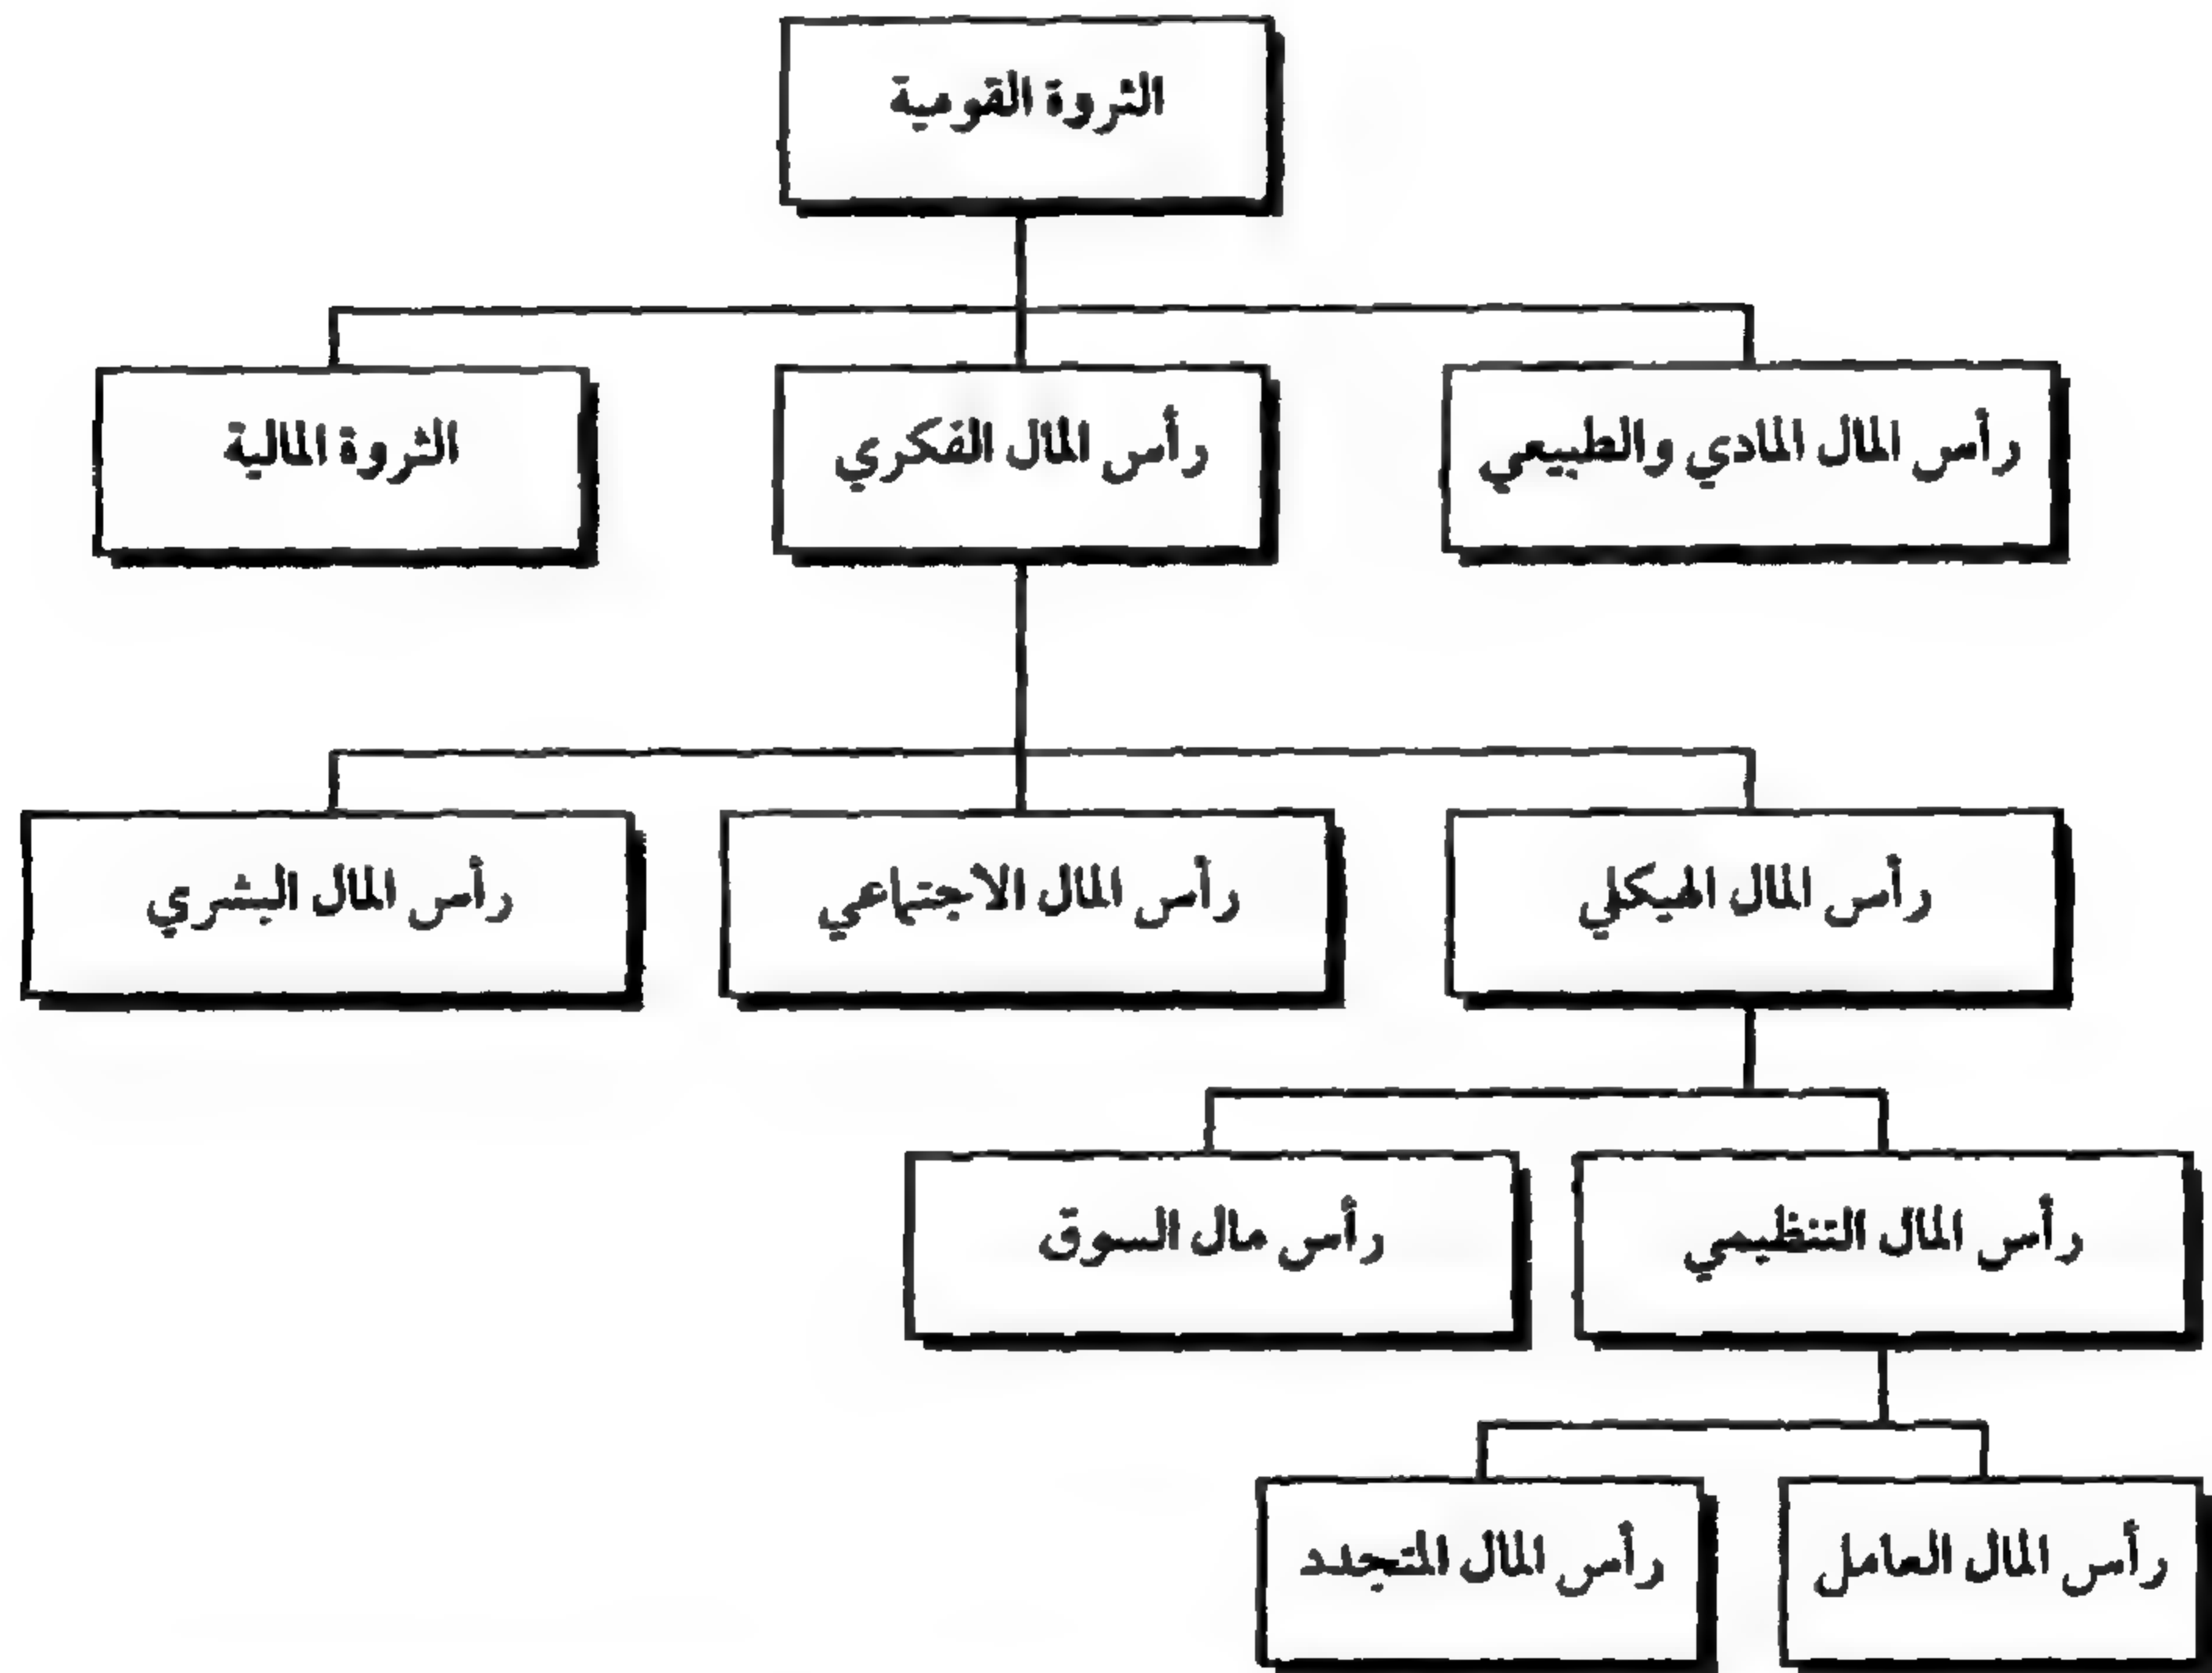 الثروة القومية
رأس المال المادي والطبيعي
رأس المال الفكري
الثروة المالية
رأس المال الهيكلي
رأس المال الاجتماعي
رأس المال البشري
رأس المال التنظيمي
رأس مال السوق
رأس المال العامل
رأس المال المتجدد